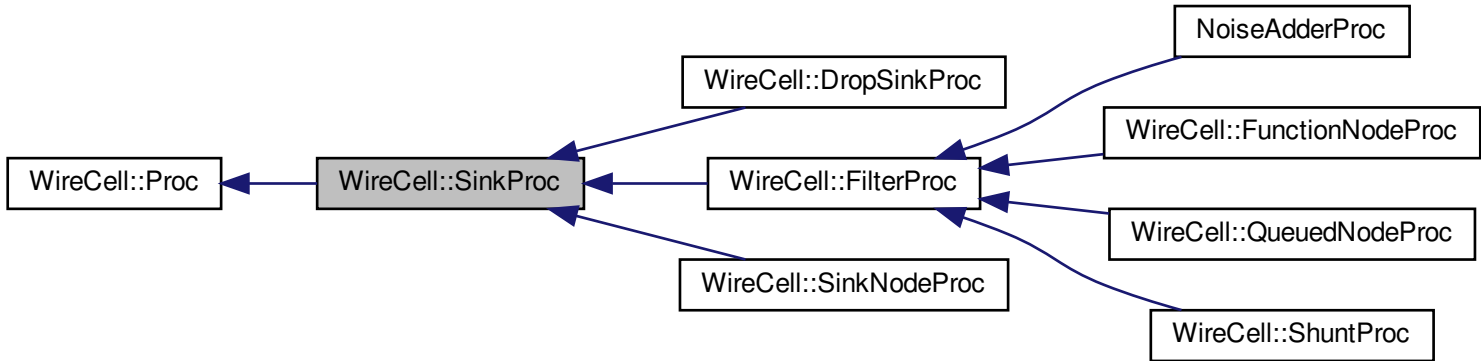 NoiseAdderProc
WireCell::DropSinkProc
WireCell::FunctionNodeProc
WireCell::Proc
WireCell::SinkProc
WireCell::FilterProc
WireCell::QueuedNodeProc
WireCell::SinkNodeProc
WireCell::ShuntProc